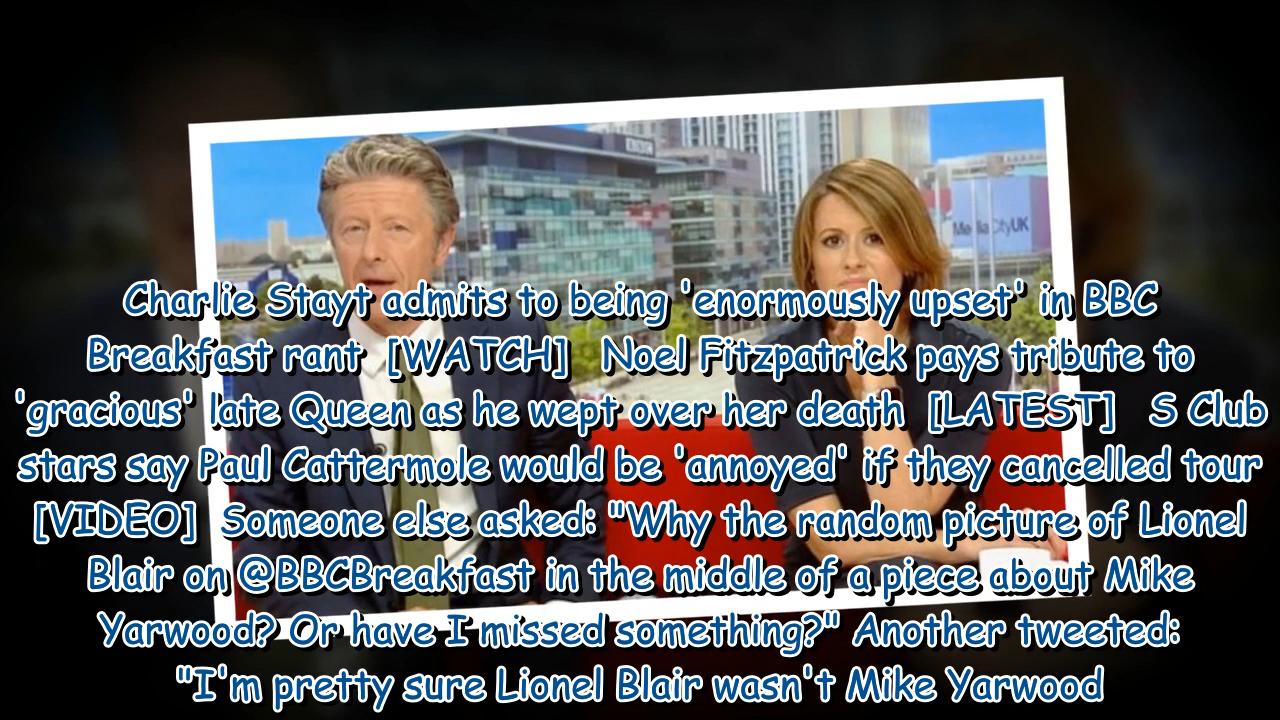 BBC
MediaCityUK
Charlie Stayt admits to being 'enormously upset' in BBC
Breakfast rant [WATCH] Noel Fitzpatrick pays tribute to
'gracious' late Queen as he wept over her death [LATEST] S Club
stars say Paul Cattermole would be 'annoyed' if they cancelled tour
[VIDEO] Someone else asked: "Why the random picture of Lionel
Blair on @BBCBreakfast in the middle of a piece about Mike
Yarwood? Or have I missed something?" Another tweeted:
"I'm pretty sure Lionel Blair wasn't Mike Yarwood